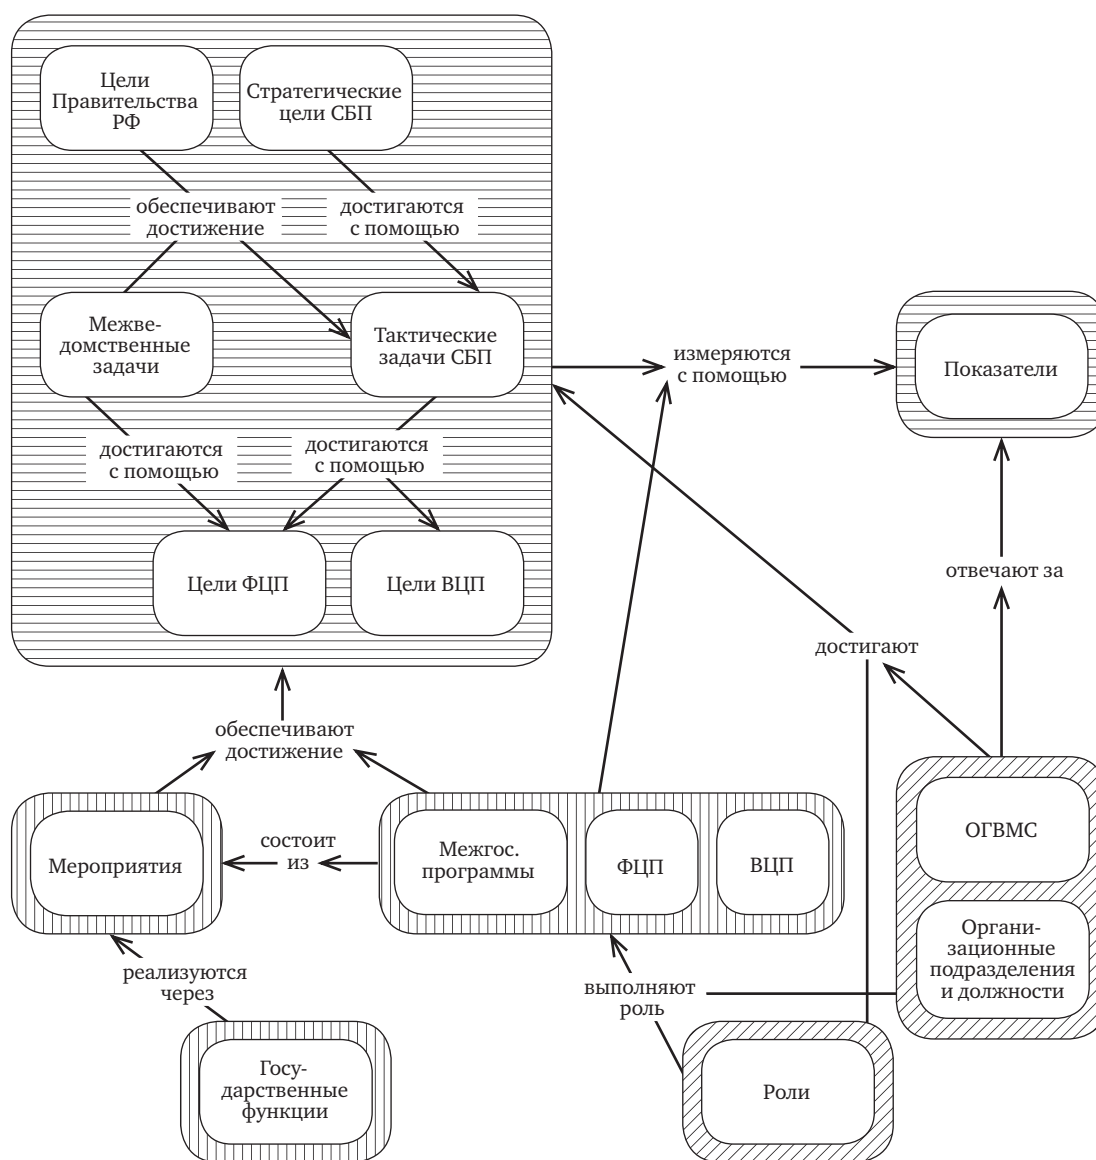 Цели
Правительства
РФ
Стратегические
цели СБП
обеспечивают
достижение
достигаются
с помощью
Межве-
домственные
задачи
Тактические
задачи СБП
измеряются
с помощью
Показатели
достигаются
с помощью
достигаются
с помощью
Цели ФЦП
Цели ВЦП
отвечают за
достигают
обеспечивают
достижение
Мероприятия
состоит
из
Межгос.
программы
ФЦП
ВЦП
ОГВМС
Органи-
зационные
подразделения
и должности
реализуются
через
выполняют
роль
Госу-
дарственные
функции
Роли